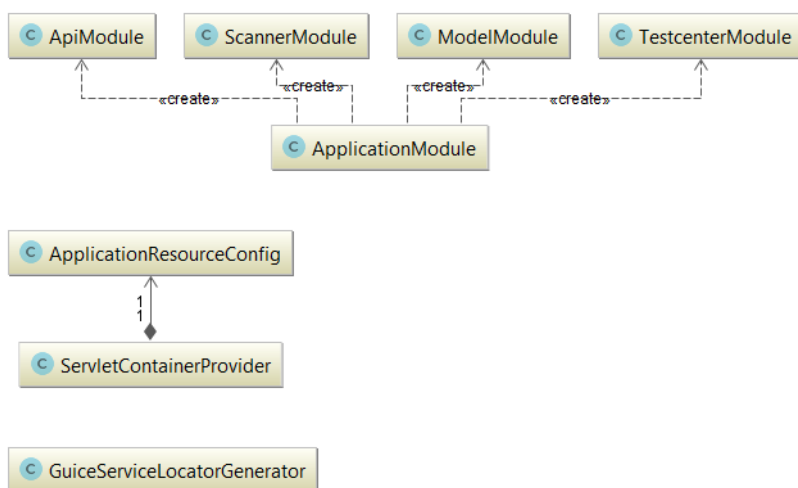 C ApiModule C ScannerModule C ModelModule C TestcenterModule
«create» «create» «create» «create»
C ApplicationModule
C ApplicationResourceConfig
1
1
C ServletContainerProvider
C GuiceServiceLocatorGenerator